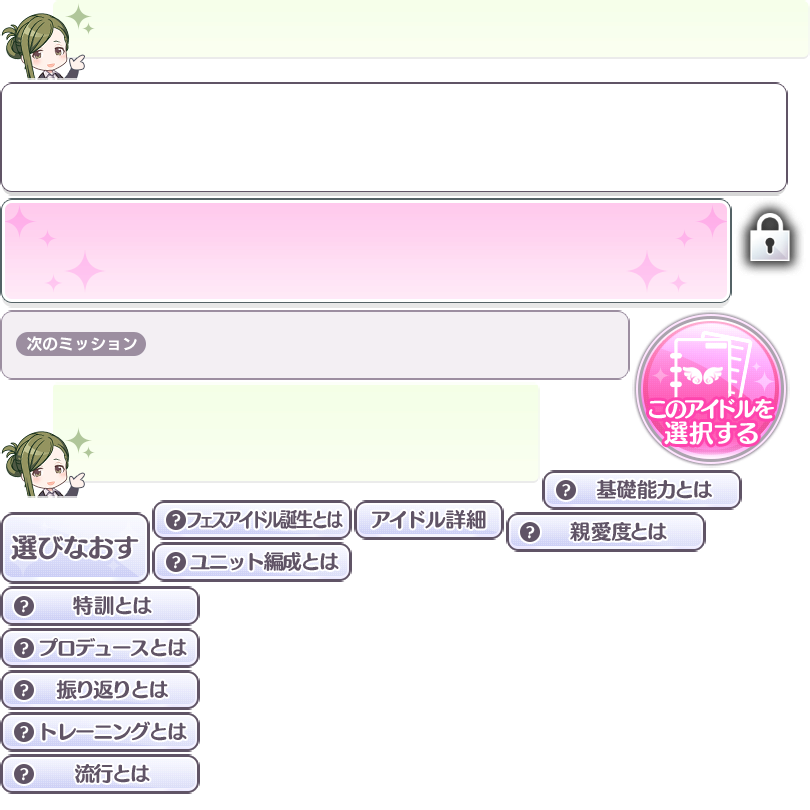 次のミッション
このアイドルを
選択する
? 基礎能力とは
? フェスアイドル誕生とは
アイドル詳細
? 親愛度とは
選びなおす
? ユニット編成とは
? 特訓とは
? プロデュースとは
? 振り返りとは
? トレーニングとは
? 流行とは